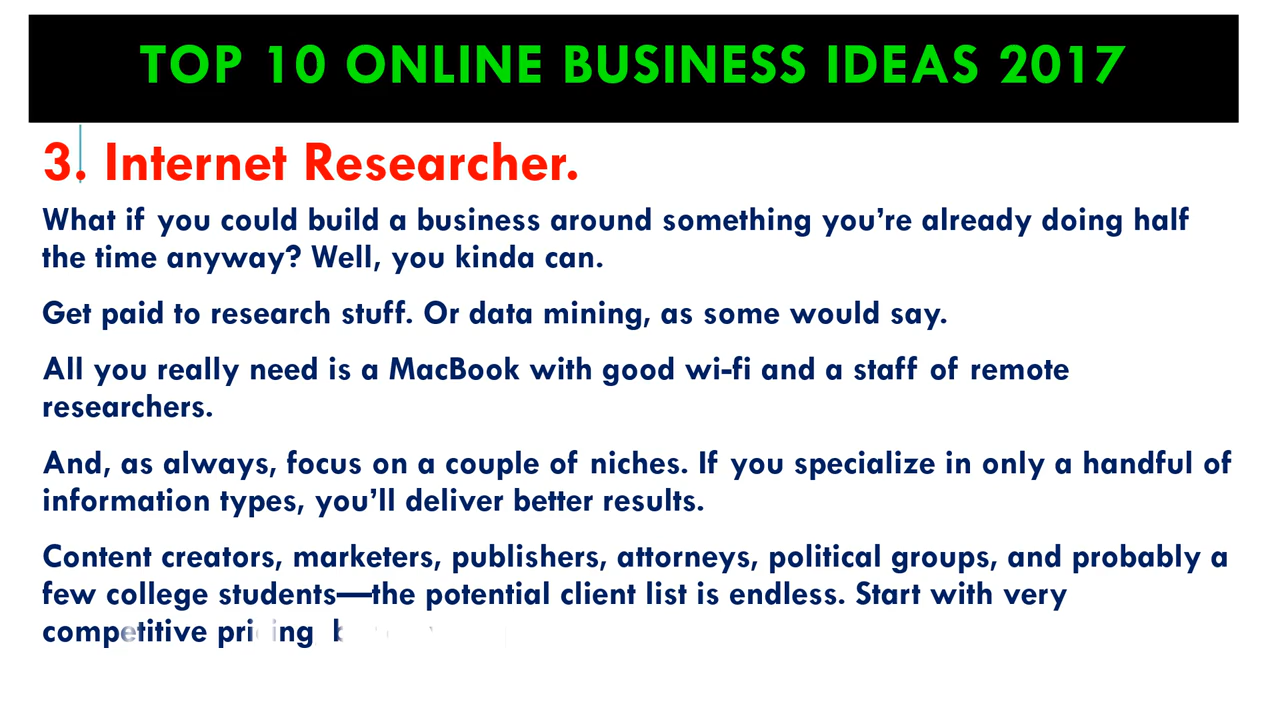 TOP 10 ONLINE BUSINESS IDEAS 2017
3. Internet Researcher.
What if you could build a business around something you’re already doing half
the time anyway? Well, you kinda can.
Get paid to research stuff. Or data mining, as some would say.
All you really need is a MacBook with good wi-fi and a staff of remote
researchers.
And, as always, focus on a couple of niches. If you specialize in only a handful of
information types, you’ll deliver better results.
Content creators, marketers, publishers, attorneys, political groups, and probably a
few college students—the potential client list is endless. Start with very
competitive pricing